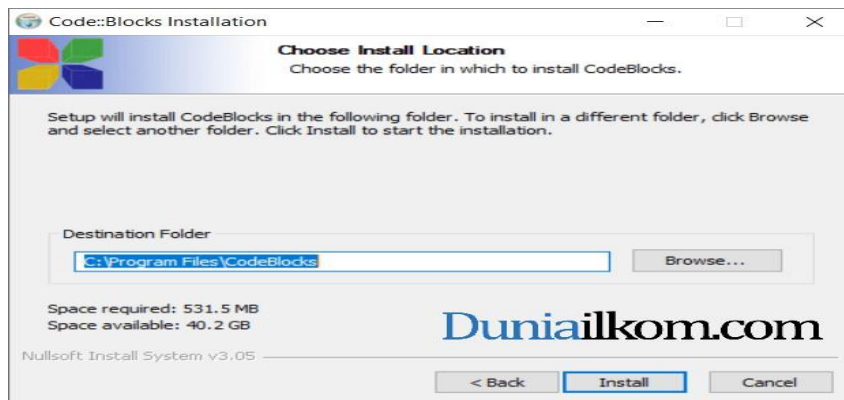 Code::Blocks Installation
Choose Install Location
Choose the folder in which to install CodeBlocks.
Setup will install CodeBlocks in the following folder. To install in a different folder, click Browse
and select another folder. Click Install to start the installation.
Destination Folder
C:\Program Files\CodeBlocks
Browse...
Space required: 531.5 MB
Space available: 40.2 GB
Duniailkom.com
Nullsoft Install System v3.05
< Back
Install
Cancel